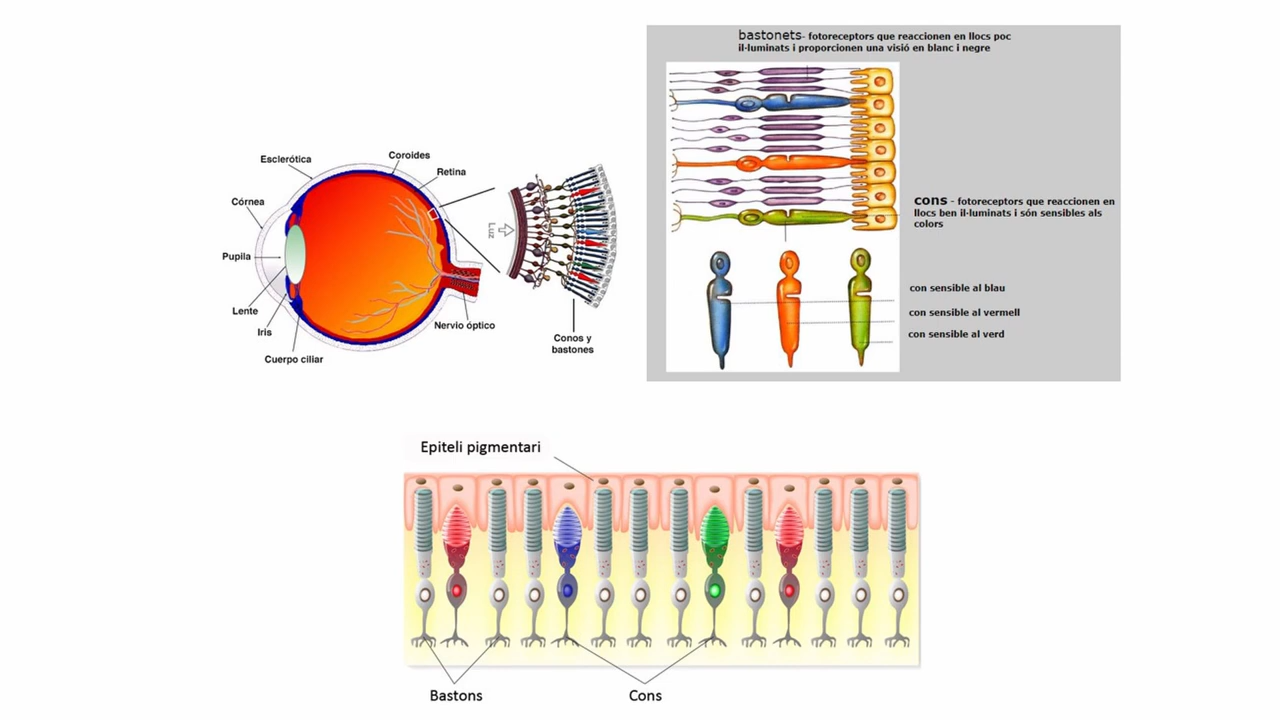 Esclerótica
Coroides
Retina
Córnea
Pupila
Lente
Iris
Cuerpo ciliar
Nervio óptico
LUZ
Conos y
bastones
bastonets- fotoreceptors que reaccionen en llocs poc
il·luminats i proporcionen una visió en blanc i negre
cons - fotoreceptors que reaccionen en
llocs ben il·luminats i són sensibles als
colors
con sensible al blau
con sensible al vermell
con sensible al verd
Epiteli pigmentari
Bastons
Cons